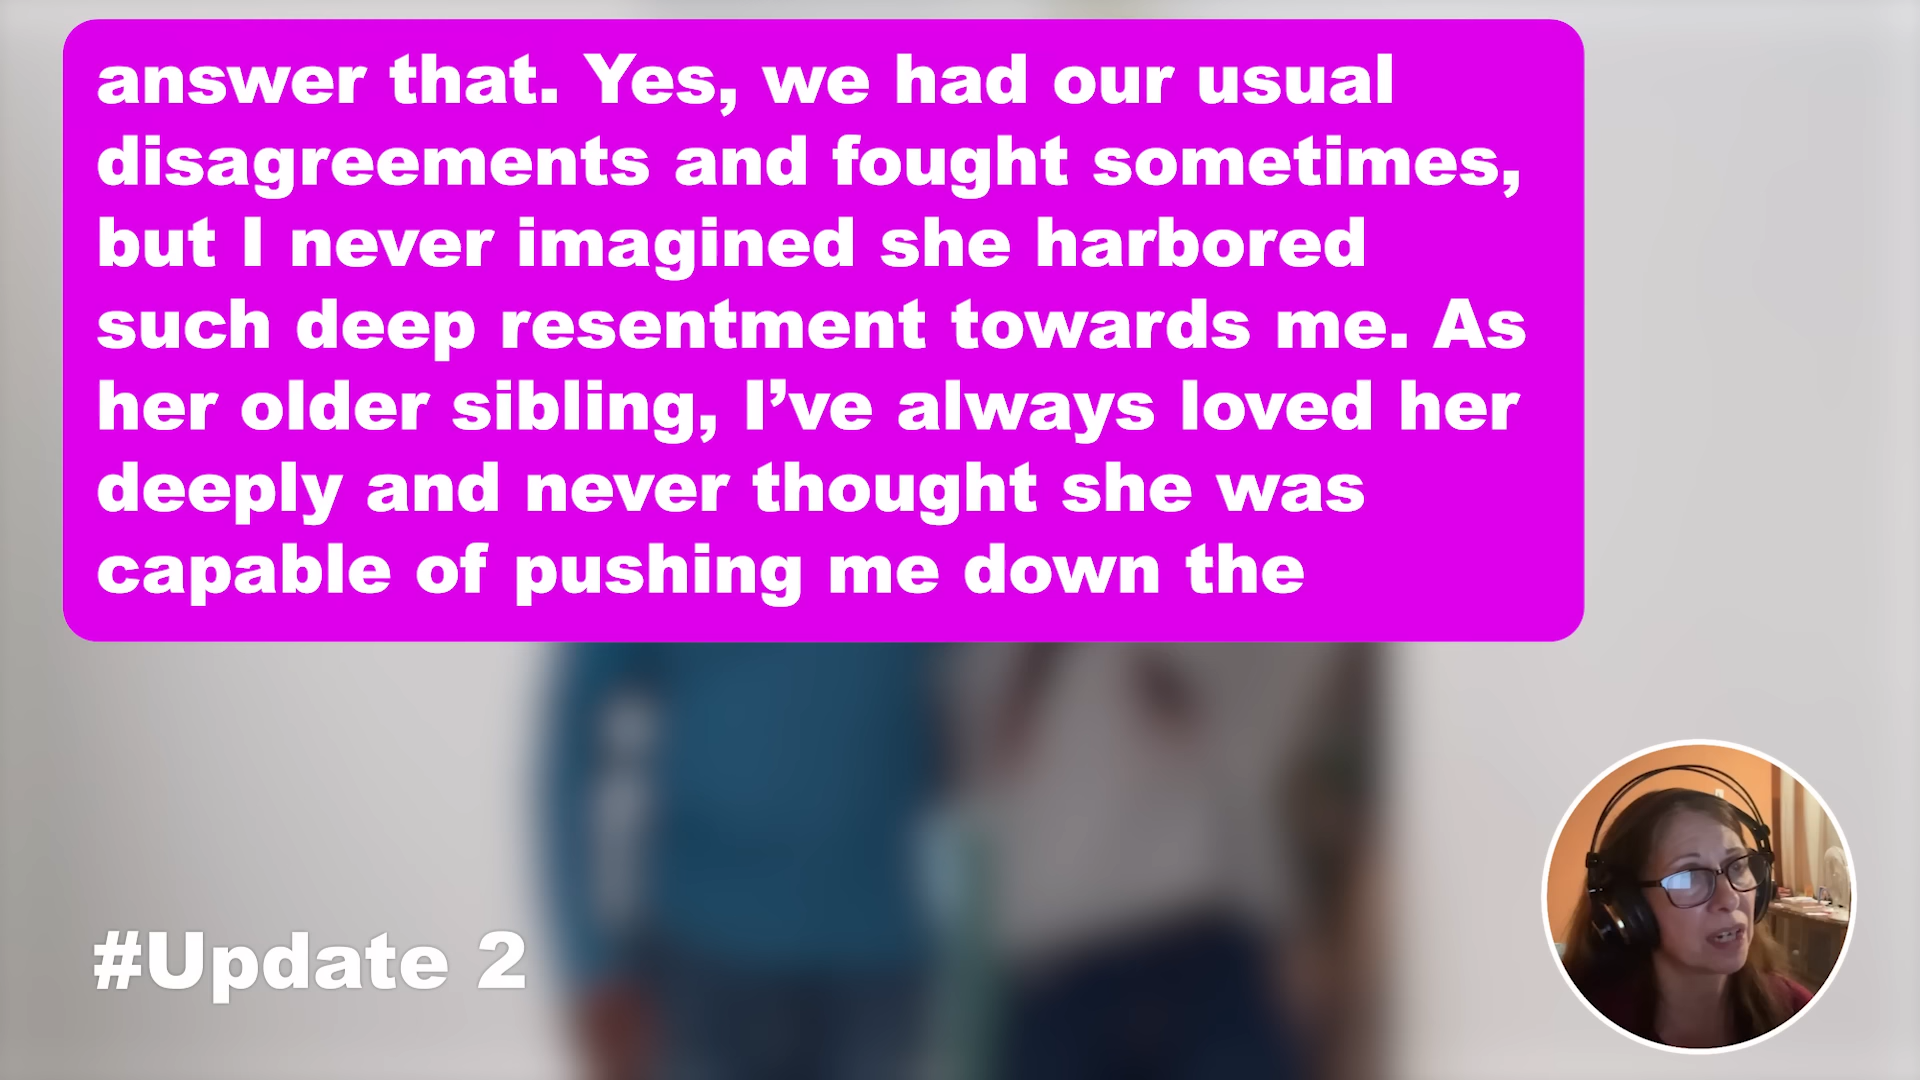 answer that. Yes, we had our usual
disagreements and fought sometimes,
but I never imagined she harbored
such deep resentment towards me. As
her older sibling, I’ve always loved her
deeply and never thought she was
capable of pushing me down the
#Update 2